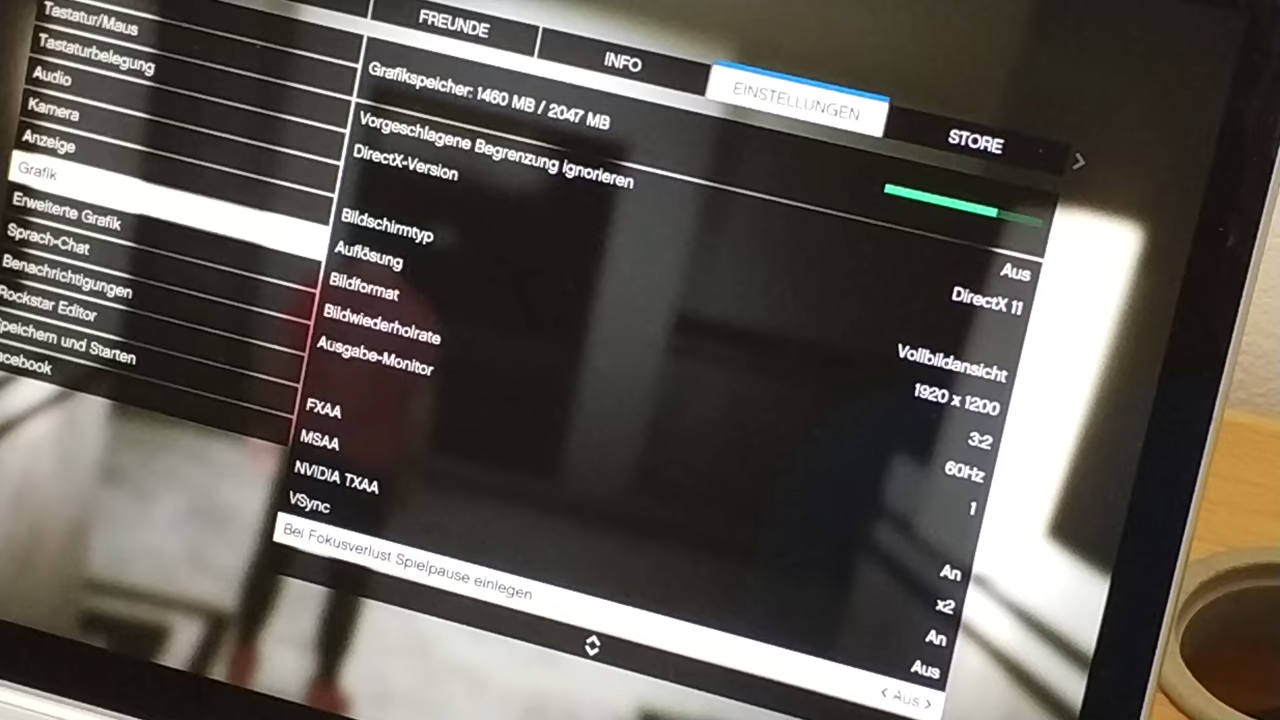 FREUNDE
INFO
EINSTELLUNGEN
STORE
Tastatur/Maus
Tastaturbelegung
Audio
Kamera
Anzeige
Grafik
Erweiterte Grafik
Sprach-Chat
Benachrichtigungen
Rockstar Editor
peichern und Starten
acebook
Grafikspeicher: 1460 MB / 2047 MB
Vorgeschlagene Begrenzung ignorieren Aus
DirectX-Version DirectX 11
Bildschirmtyp Vollbildansicht
Auflösung 1920 x 1200
Bildformat 3:2
Bildwiederholrate 60Hz
Ausgabe-Monitor 1
FXAA An
MSAA x2
NVIDIA TXAA An
VSync Aus
Bei Fokusverlust Spielpause einlegen < Aus >